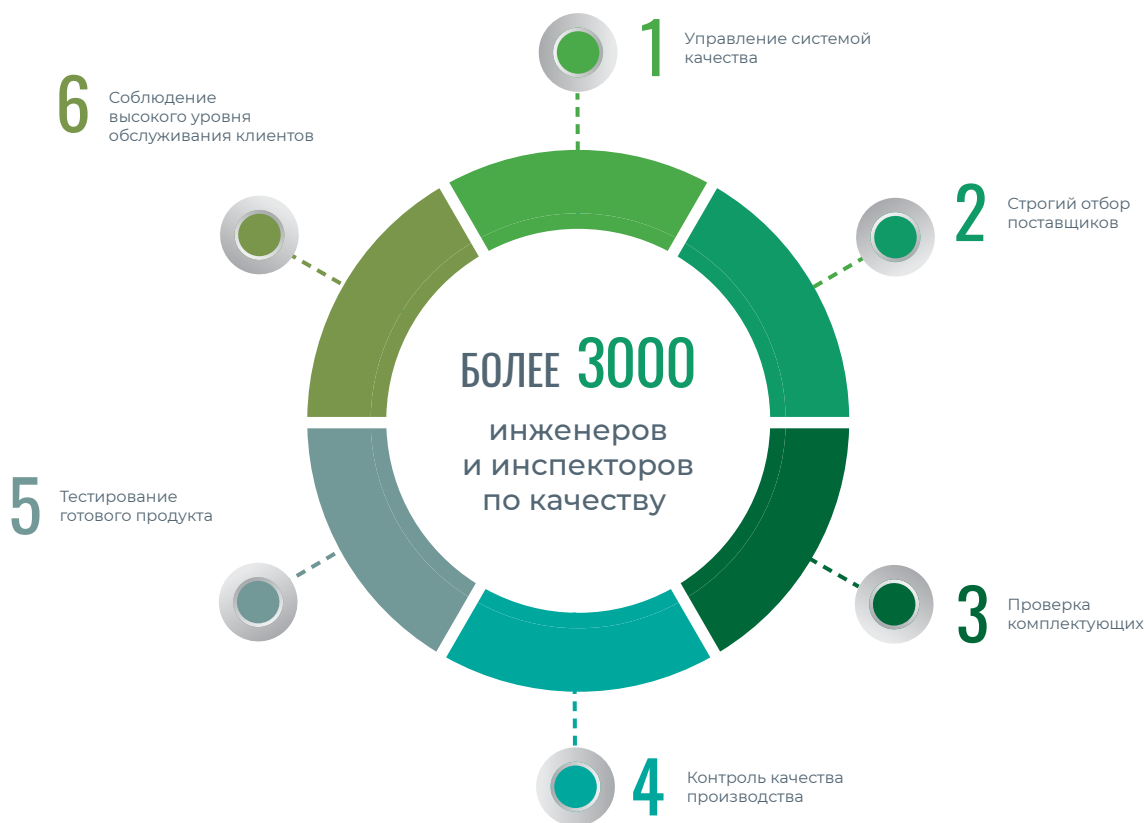 1
Управление системой
качества
2
Строгий отбор
поставщиков
3
Проверка
комплектующих
4
Контроль качества
производства
5
Тестирование
готового продукта
6
Соблюдение
высокого уровня
обслуживания клиентов
БОЛЕЕ 3000
инженеров
и инспекторов
по качеству